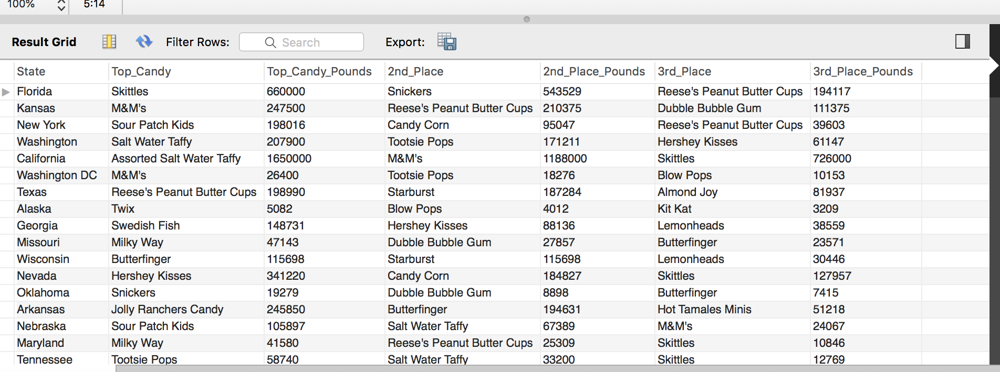 100% 5:14
Result Grid Filter Rows: Search Export:
State Top_Candy Top_Candy_Pounds 2nd_Place 2nd_Place_Pounds 3rd_Place 3rd_Place_Pounds
Florida Skittles 660000 Snickers 543529 Reese's Peanut Butter Cups 194117
Kansas M&M's 247500 Reese's Peanut Butter Cups 210375 Dubble Bubble Gum 111375
New York Sour Patch Kids 198016 Candy Corn 95047 Reese's Peanut Butter Cups 39603
Washington Salt Water Taffy 207900 Tootsie Pops 171211 Hershey Kisses 61147
California Assorted Salt Water Taffy 1650000 M&M's 1188000 Skittles 726000
Washington DC M&M's 26400 Tootsie Pops 18276 Blow Pops 10153
Texas Reese's Peanut Butter Cups 198990 Starburst 187284 Almond Joy 81937
Alaska Twix 5082 Blow Pops 4012 Kit Kat 3209
Georgia Swedish Fish 148731 Hershey Kisses 88136 Lemonheads 38559
Missouri Milky Way 47143 Dubble Bubble Gum 27857 Butterfinger 23571
Wisconsin Butterfinger 115698 Starburst 115698 Lemonheads 30446
Nevada Hershey Kisses 341220 Candy Corn 184827 Skittles 127957
Oklahoma Snickers 19279 Dubble Bubble Gum 8898 Butterfinger 7415
Arkansas Jolly Ranchers Candy 245850 Butterfinger 194631 Hot Tamales Minis 51218
Nebraska Sour Patch Kids 105897 Salt Water Taffy 67389 M&M's 24067
Maryland Milky Way 41580 Reese's Peanut Butter Cups 25309 Skittles 10846
Tennessee Tootsie Pops 58740 Salt Water Taffy 33200 Skittles 12769